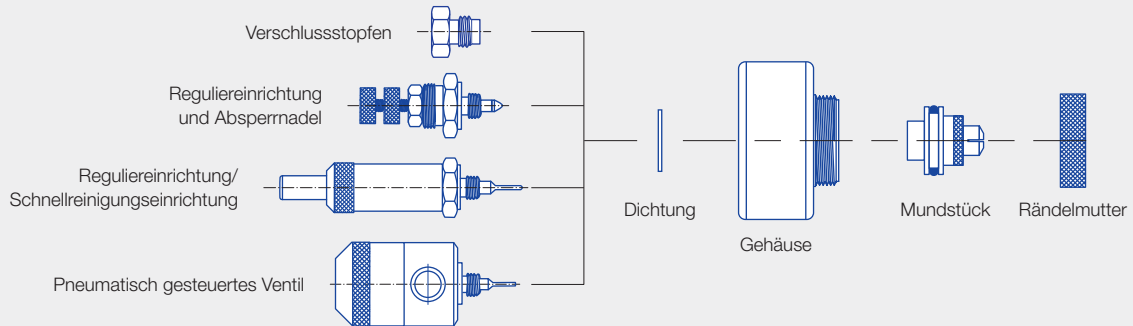 Verschlussstopfen
Reguliereinrichtung
und Absperrnadel
Reguliereinrichtung/
Schnellreinigungseinrichtung
Pneumatisch gesteuertes Ventil
Dichtung
Gehäuse
Mundstück
Rändelmutter